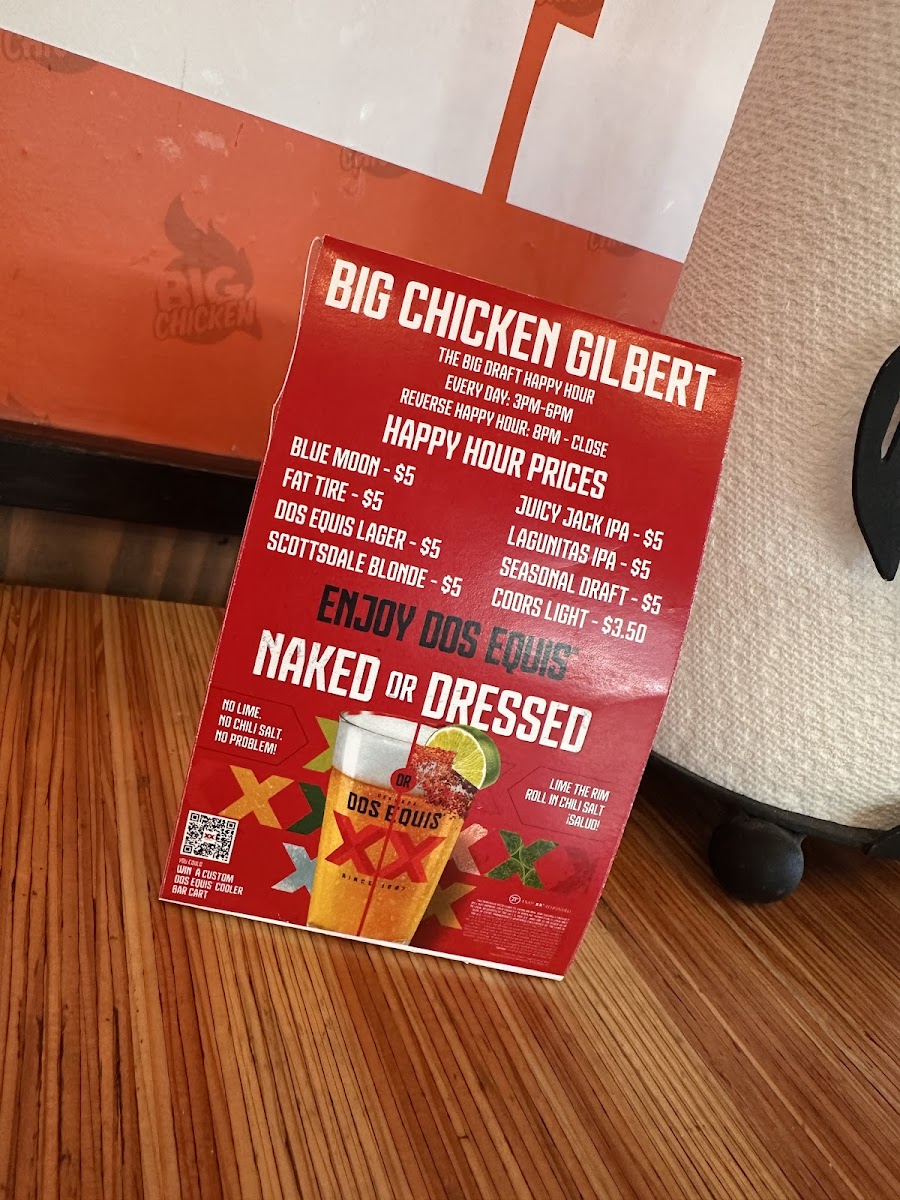 BIG
CHICKEN
BIG CHICKEN GILBERT
THE BIG DRAFT HAPPY HOUR
EVERY DAY: 3PM-6PM
REVERSE HAPPY HOUR: 8PM - CLOSE
HAPPY HOUR PRICES
BLUE MOON - $5
FAT TIRE - $5
DOS EQUIS LAGER - $5
SCOTTSDALE BLONDE - $5
JUICY JACK IPA - $5
LAGUNITAS IPA - $5
SEASONAL DRAFT - $5
COORS LIGHT - $3.50
ENJOY DOS EQUIS
NAKED OR DRESSED
NO LIME.
NO CHILI SALT.
NO PROBLEM!
OR
DOS EQUIS
XX
SINCE 1897
LIME THE RIM
ROLL IN CHILI SALT
¡SALUD!
YOU COULD
WIN A CUSTOM
DOS EQUIS COOLER
BAR CART